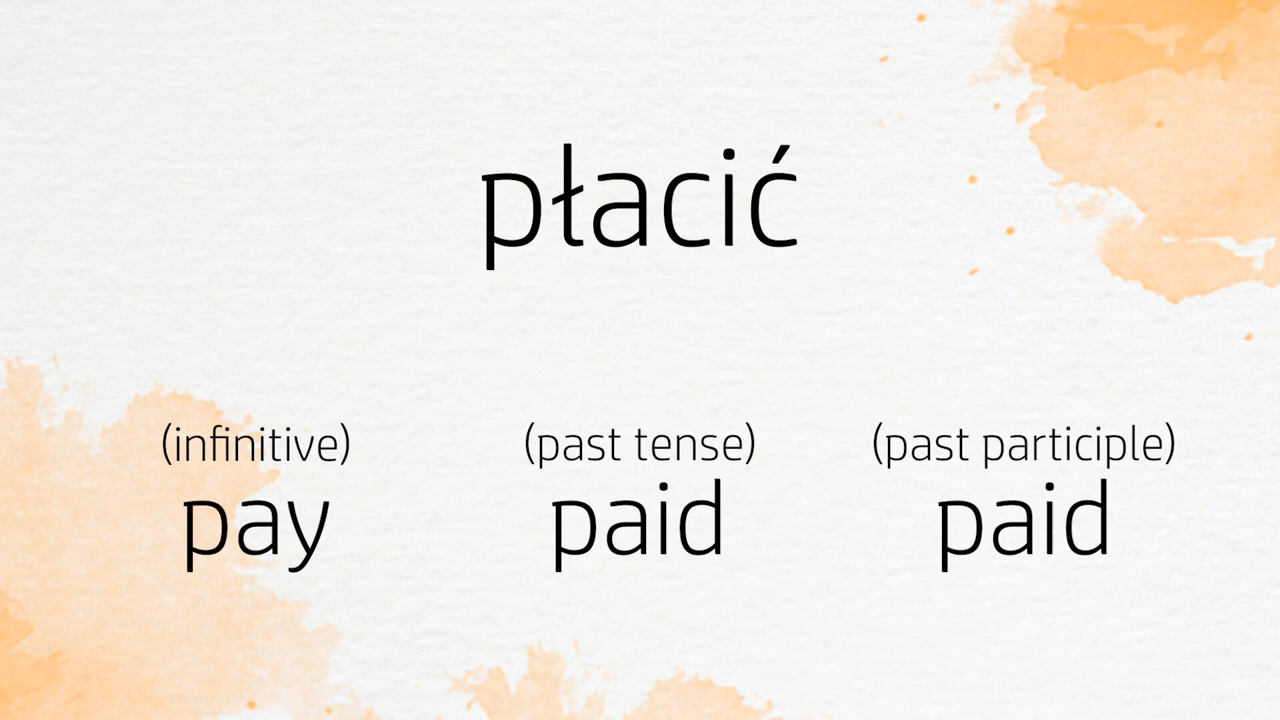 płacić
(infinitive) (past tense) (past participle)
pay paid paid